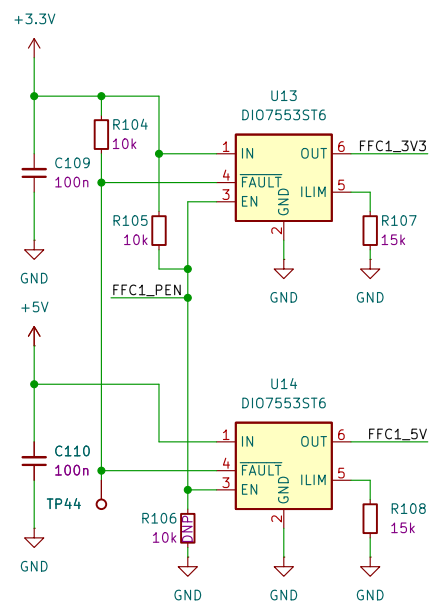 +3.3V
U13
DIO7553ST6
R104
10k
1
IN
OUT
6
FFC1_3V3
C109
100n
4
FAULT
3
EN
ILIM
5
GND
2
R105
10k
R107
15k
GND
GND
GND
FFC1_PEN
+5V
U14
DIO7553ST6
1
IN
OUT
6
FFC1_5V
C110
100n
4
FAULT
3
EN
ILIM
5
GND
2
TP44
R106
10k
DNP
R108
15k
GND
GND
GND
GND